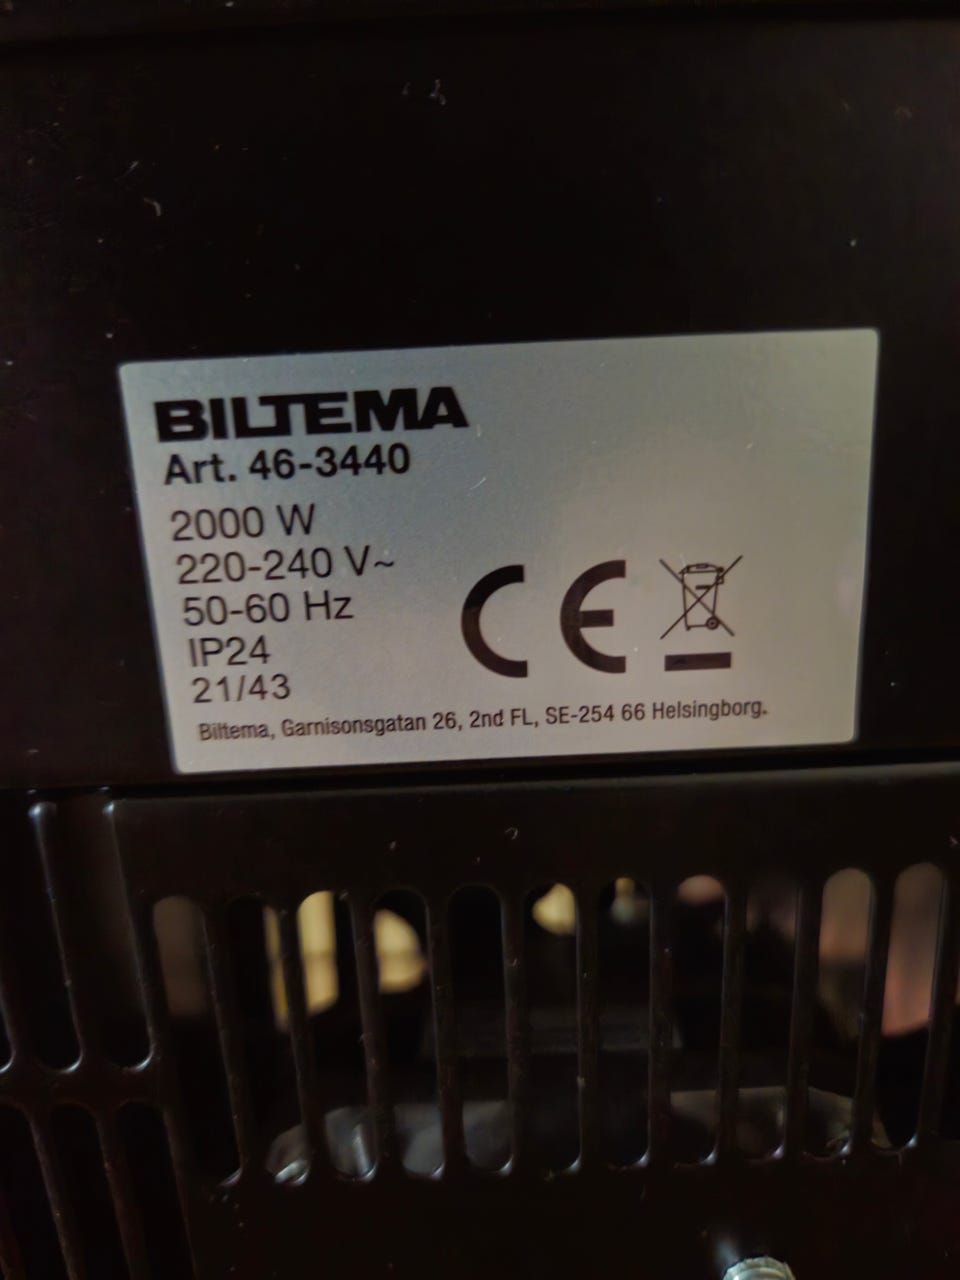 BILTEMA
Art. 46-3440
2000 W
220-240 V~
50-60 Hz
IP24
21/43
CE
Biltema, Garnisonsgatan 26, 2nd FL, SE-254 66 Helsingborg.